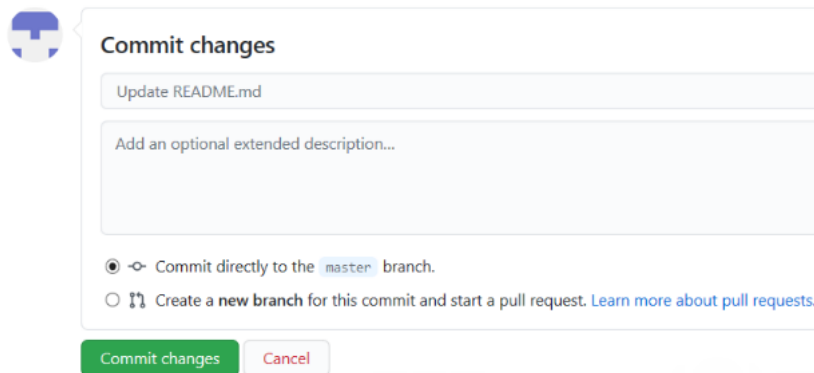 Commit changes
Update README.md
Add an optional extended description...
Commit directly to the master branch.
Create a new branch for this commit and start a pull request. Learn more about pull requests.
Commit changes Cancel